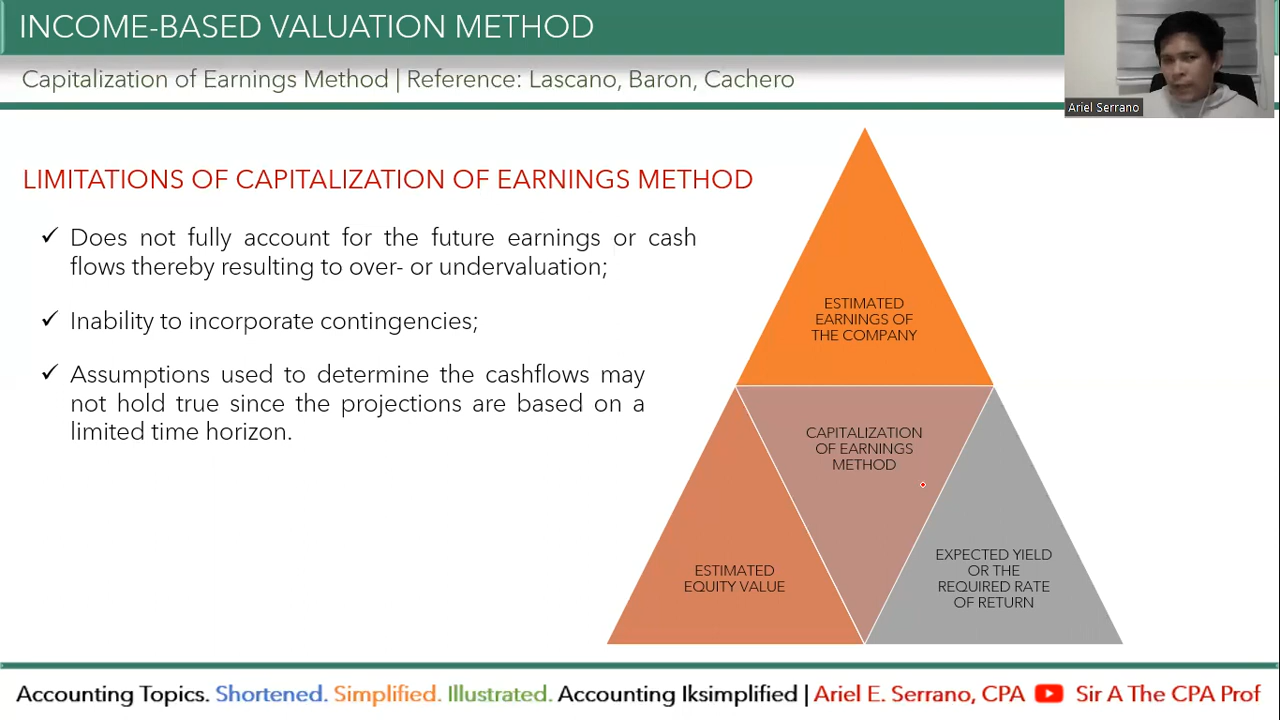 INCOME-BASED VALUATION METHOD
Capitalization of Earnings Method | Reference: Lascano, Baron, Cachero
Ariel Serrano
LIMITATIONS OF CAPITALIZATION OF EARNINGS METHOD
Does not fully account for the future earnings or cash
flows thereby resulting to over- or undervaluation;
Inability to incorporate contingencies;
Assumptions used to determine the cashflows may
not hold true since the projections are based on a
limited time horizon.
ESTIMATED
EARNINGS OF
THE COMPANY
CAPITALIZATION
OF EARNINGS
METHOD
ESTIMATED
EQUITY VALUE
EXPECTED YIELD
OR THE
REQUIRED RATE
OF RETURN
Accounting Topics. Shortened. Simplified. Illustrated. Accounting Iksimplified | Ariel E. Serrano, CPA Sir A The CPA Prof